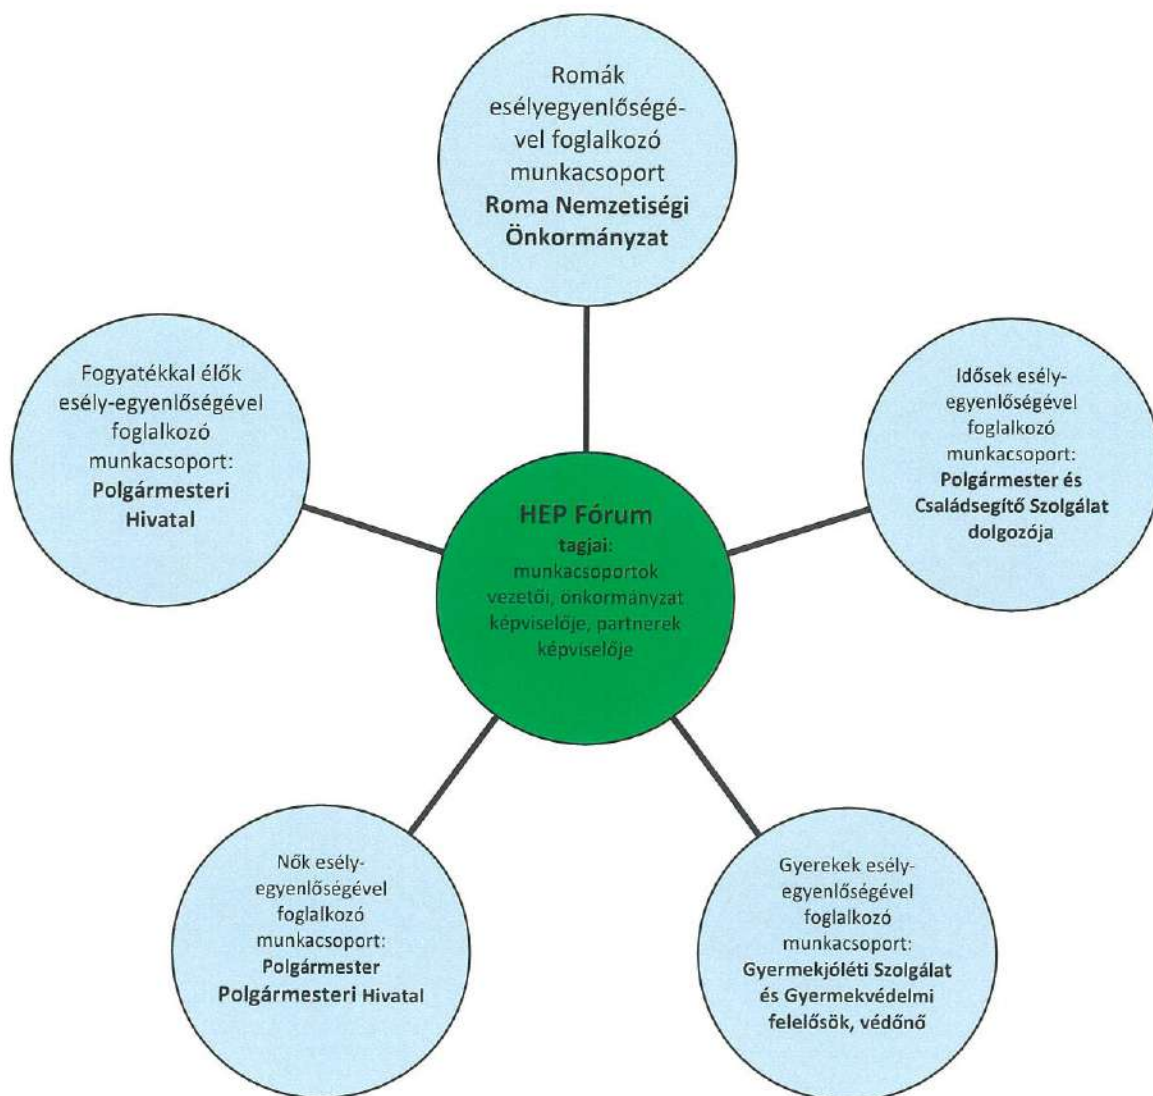 Romák
esélyegyenlőségé-
vel foglalkozó
munkacsoport
Roma Nemzetiségi
Önkormányzat
Fogyatékkal élők
esély-egyenlőségével
foglalkozó
munkacsoport:
Polgármesteri
Hivatal
Idősek esély-
egyenlőségével
foglalkozó
munkacsoport:
Polgármester és
Családsegítő Szolgálat
dolgozója
HEP Fórum
tagjai:
munkacsoportok
vezetői, önkormányzat
képviselője, partnerek
képviselője
Nők esély-
egyenlőségével
foglalkozó
munkacsoport:
Polgármester
Polgármesteri Hivatal
Gyerekek esély-
egyenlőségével
foglalkozó
munkacsoport:
Gyermekjóléti Szolgálat
és Gyermekvédelmi
felelősök, védőnő